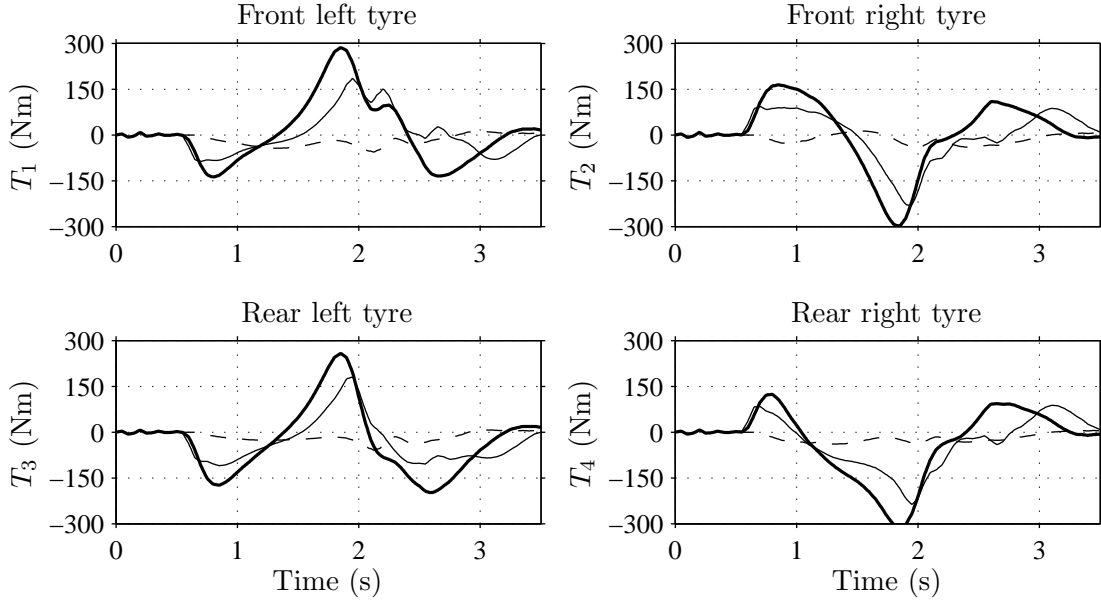 Front left tyre
T1 (Nm)
300
150
0
−150
−300
0 1 2 3
Front right tyre
T2 (Nm)
300
150
0
−150
−300
0 1 2 3
Rear left tyre
T3 (Nm)
300
150
0
−150
−300
0 1 2 3
Time (s)
Rear right tyre
T4 (Nm)
300
150
0
−150
−300
0 1 2 3
Time (s)